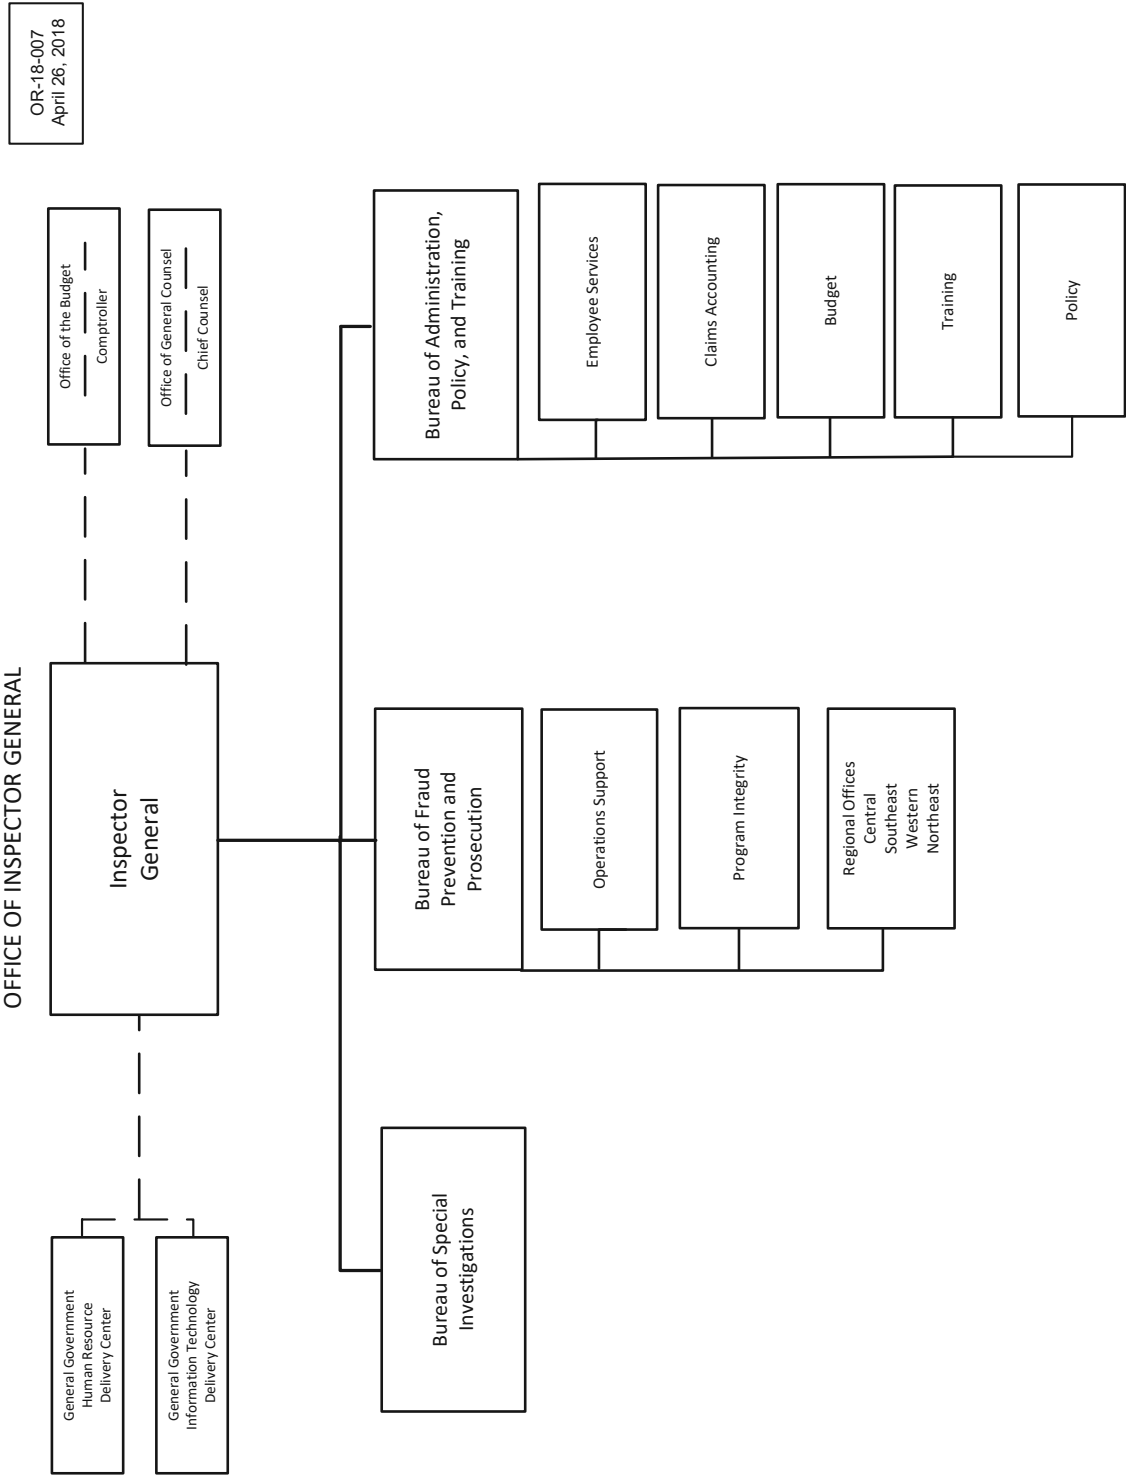 OR-18-007
April 26, 2018
OFFICE OF INSPECTOR GENERAL
General Government
Human Resource
Delivery Center
General Government
Information Technology
Delivery Center
Inspector
General
Office of the Budget
Comptroller
Office of General Counsel
Chief Counsel
Bureau of Special
Investigations
Bureau of Fraud
Prevention and
Prosecution
Operations Support
Program Integrity
Regional Offices
Central
Southeast
Western
Northeast
Bureau of Administration,
Policy, and Training
Employee Services
Claims Accounting
Budget
Training
Policy